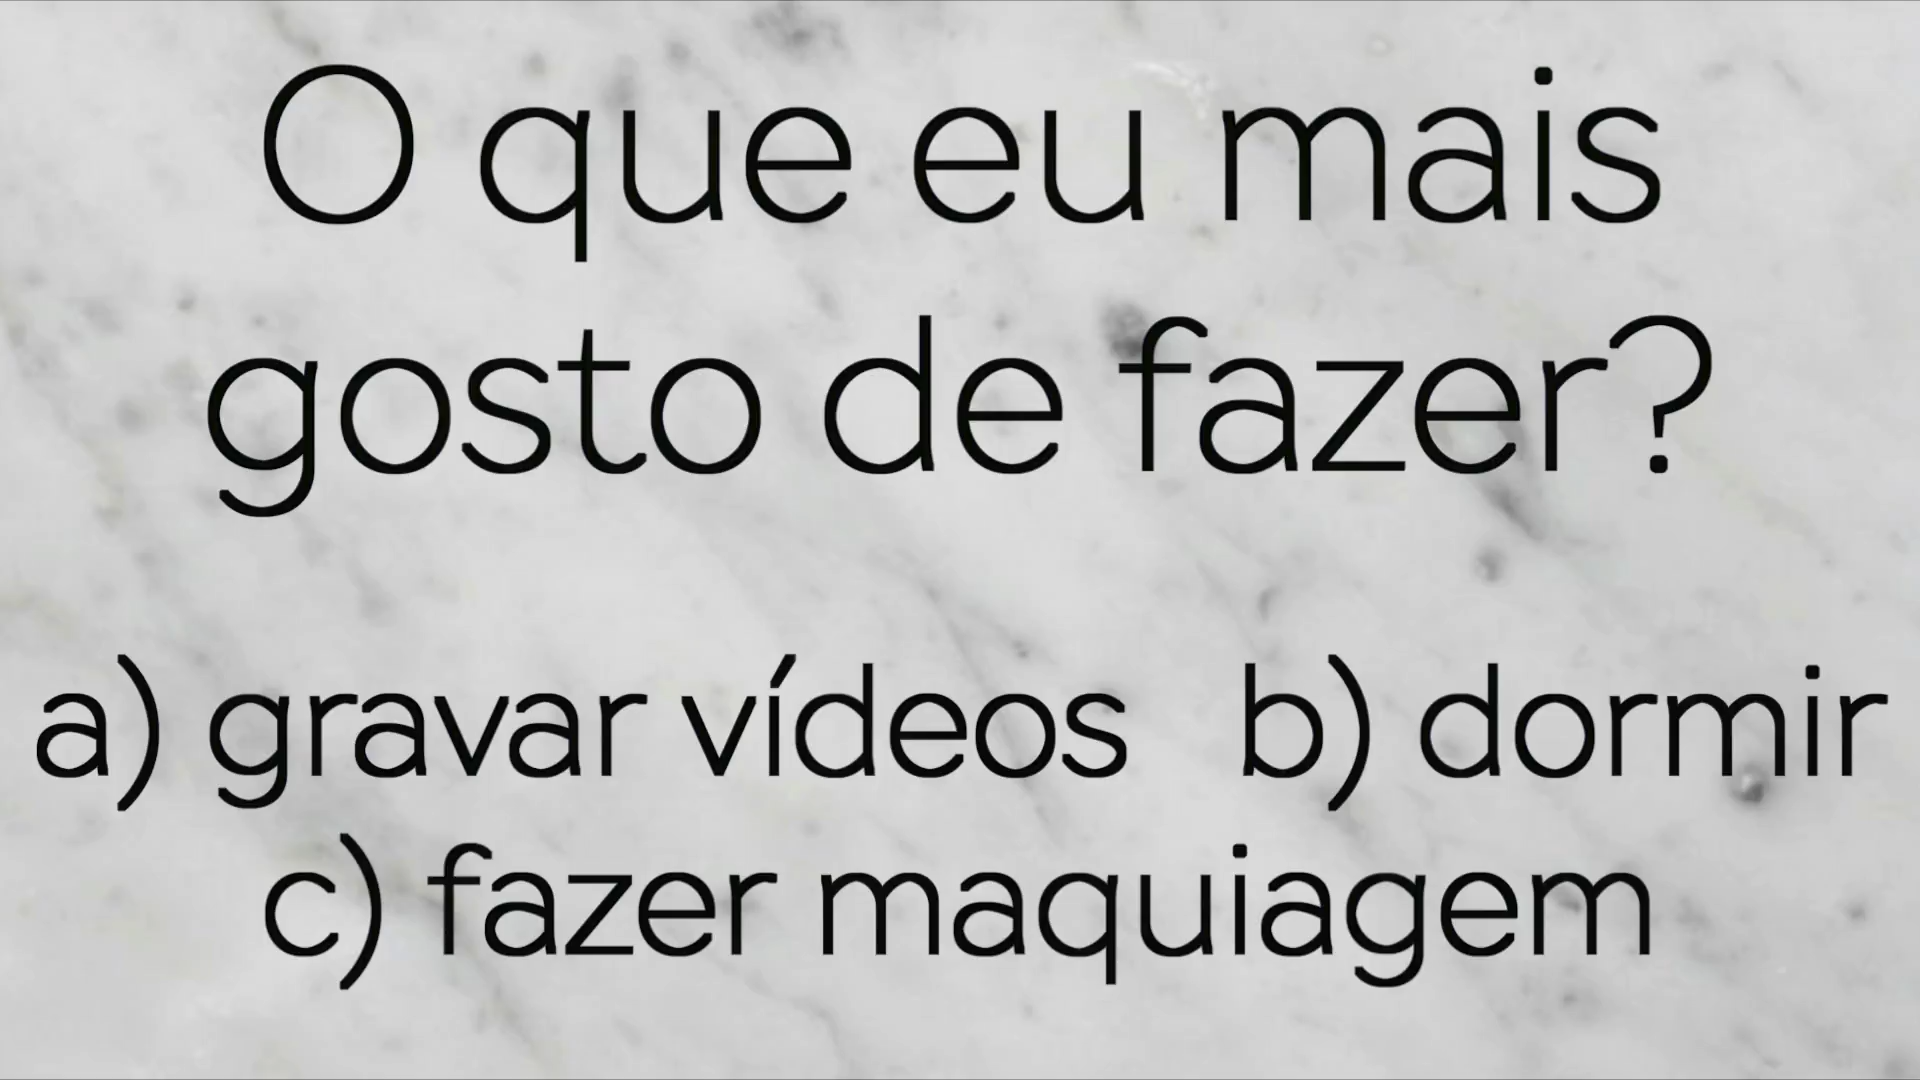 O que eu mais
gosto de fazer?
a) gravar vídeos b) dormir
c) fazer maquiagem